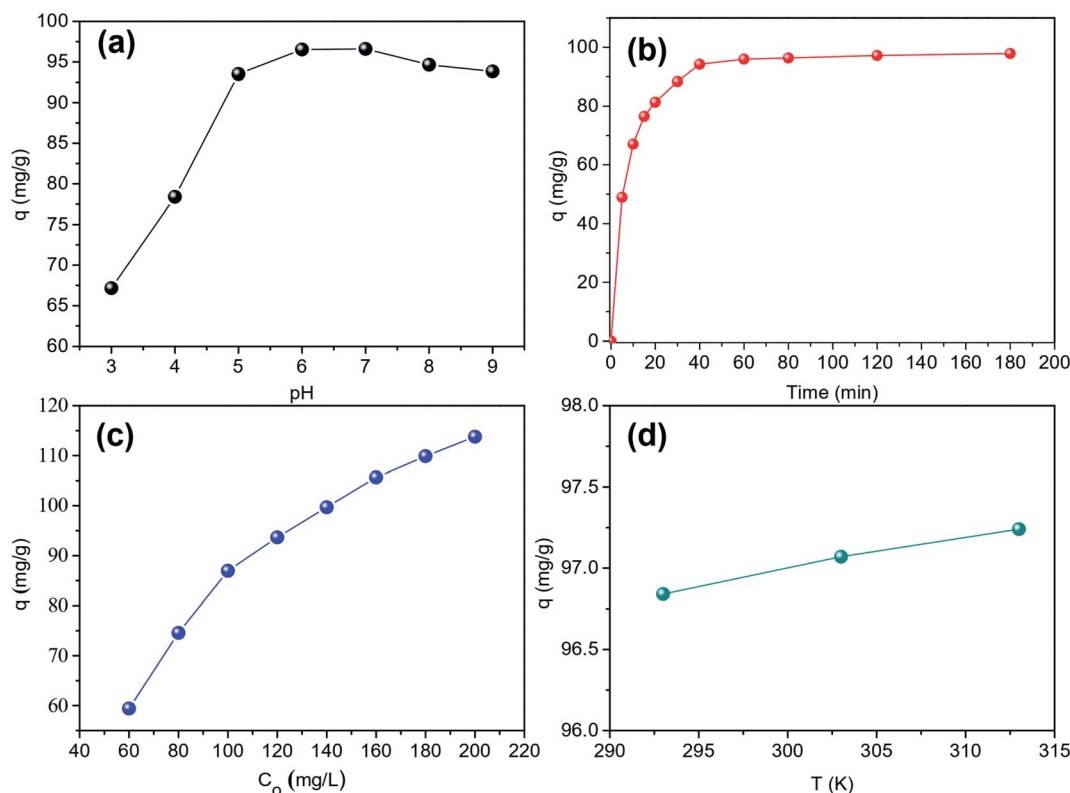 (a)
100
95
90
85
80
75
70
65
60
q (mg/g)
3 4 5 6 7 8 9
pH
(b)
100
80
60
40
20
0
q (mg/g)
0 20 40 60 80 100 120 140 160 180 200
Time (min)
(c)
120
110
100
90
80
70
60
q (mg/g)
40 60 80 100 120 140 160 180 200 220
Co (mg/L)
(d)
98.0
97.5
97.0
96.5
96.0
q (mg/g)
290 295 300 305 310 315
T (K)